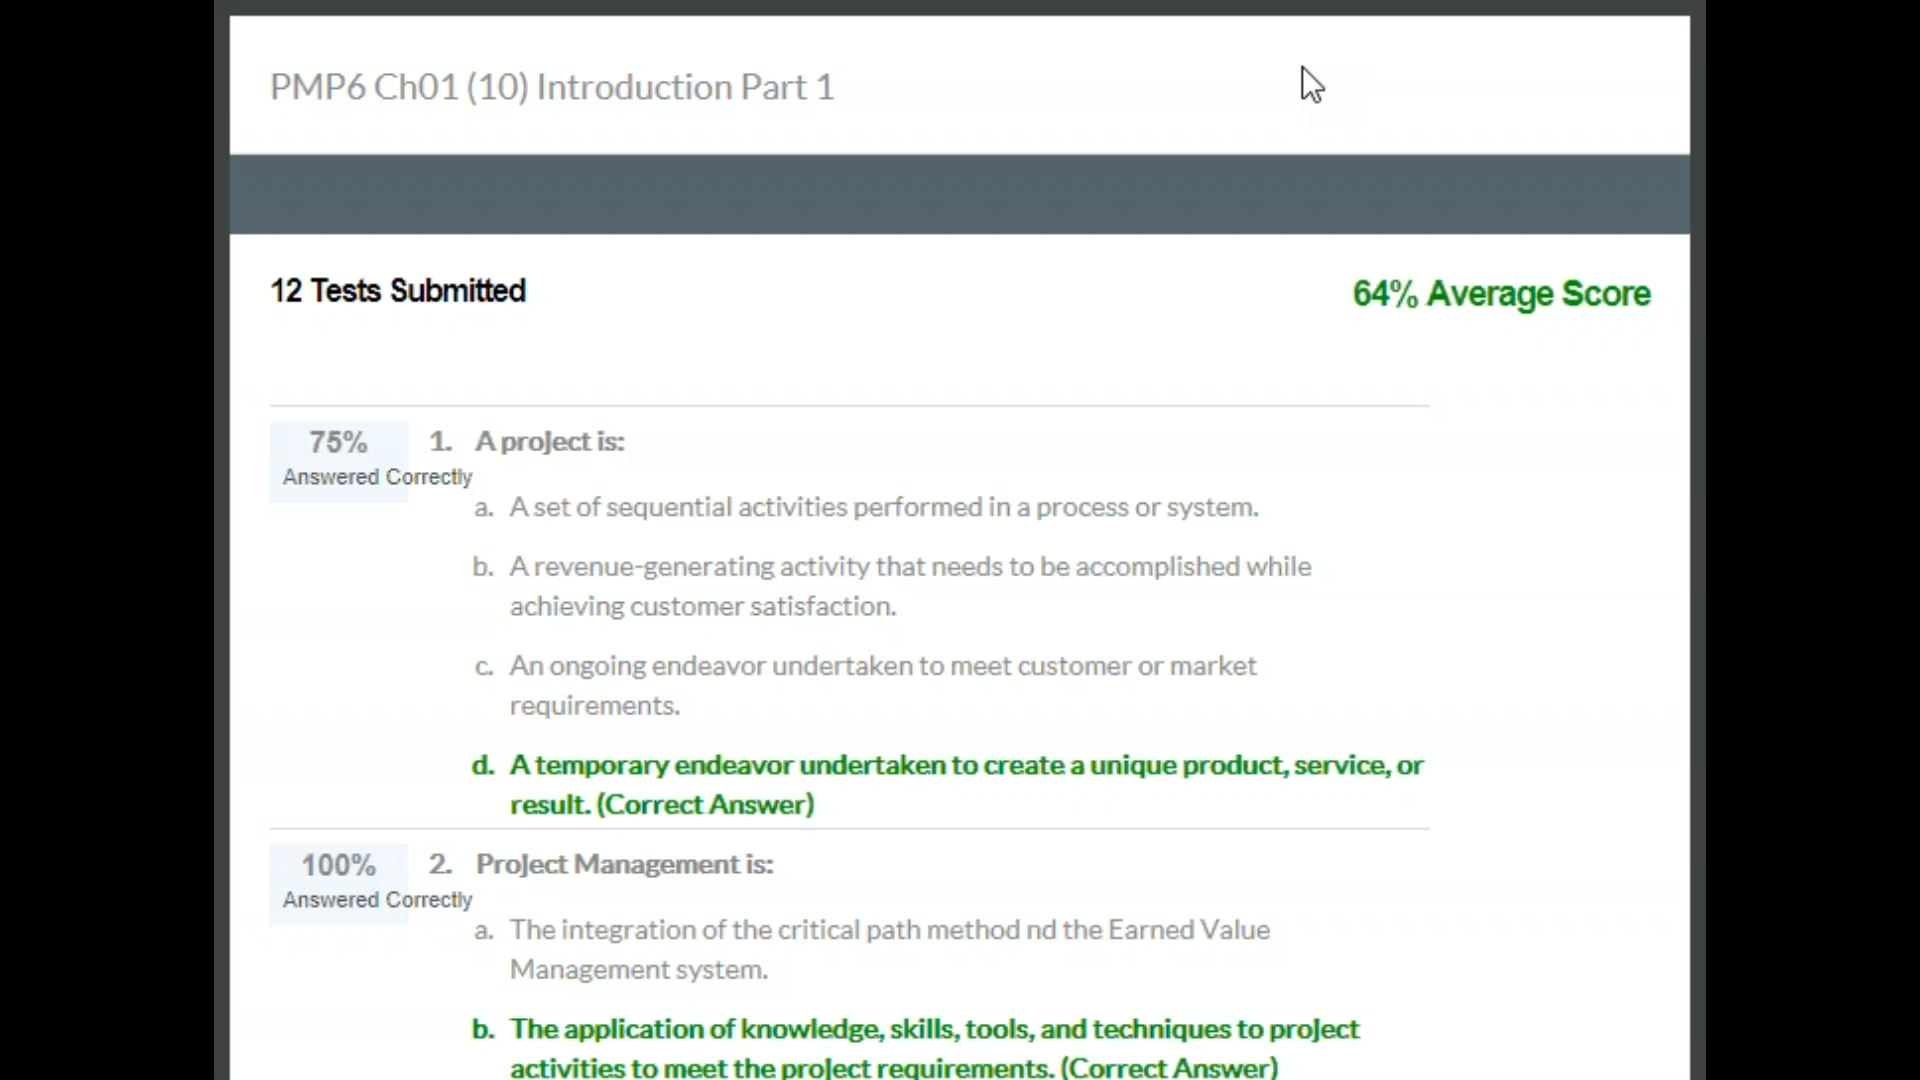 PMP6 Ch01 (10) Introduction Part 1
12 Tests Submitted
64% Average Score
75%
Answered Correctly
1. A project is:
a. A set of sequential activities performed in a process or system.
b. A revenue-generating activity that needs to be accomplished while
achieving customer satisfaction.
c. An ongoing endeavor undertaken to meet customer or market
requirements.
d. A temporary endeavor undertaken to create a unique product, service, or
result. (Correct Answer)
100%
Answered Correctly
2. Project Management is:
a. The integration of the critical path method nd the Earned Value
Management system.
b. The application of knowledge, skills, tools, and techniques to project
activities to meet the project requirements. (Correct Answer)